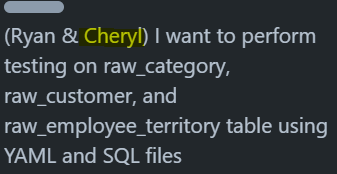 (Ryan & Cheryl) I want to perform
testing on raw_category,
raw_customer, and
raw_employee_territory table using
YAML and SQL files